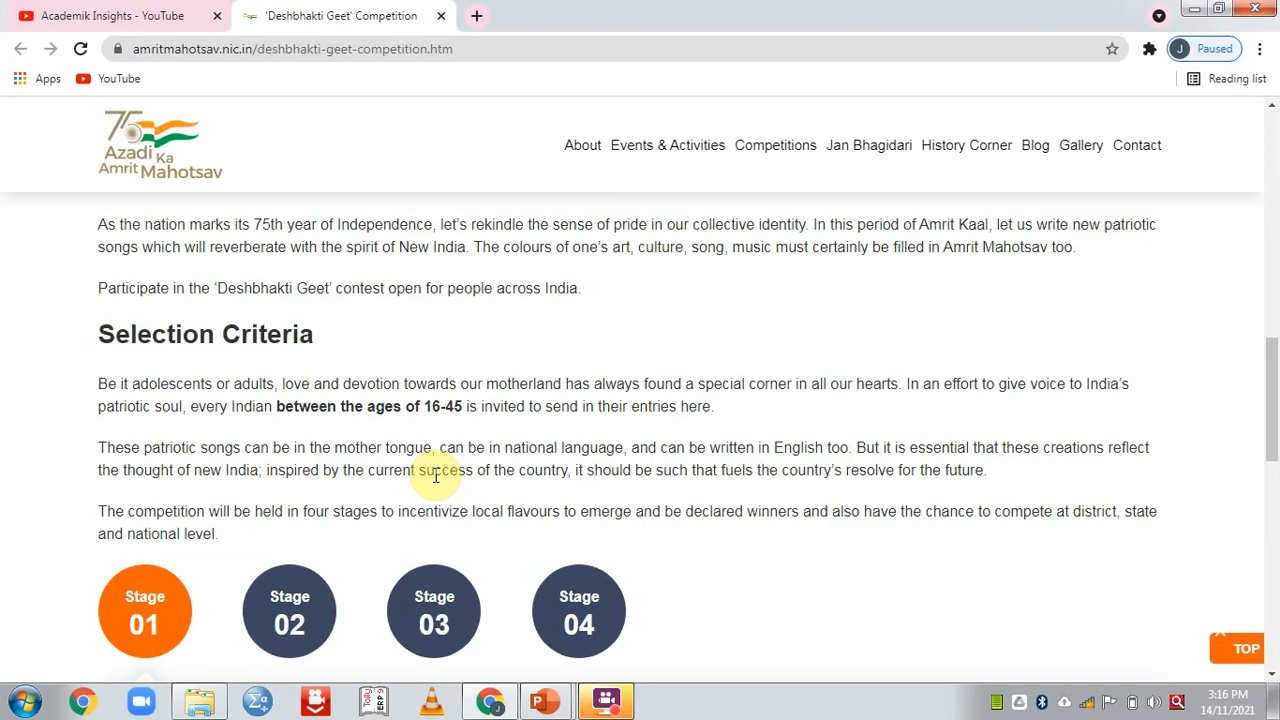 Academik Insights - YouTube
'Deshbhakti Geet' Competition
amritmahotsav.nic.in/deshbhakti-geet-competition.htm
J Paused
Apps YouTube Reading list
75
Azadi Ka
Amrit Mahotsav
About Events & Activities Competitions Jan Bhagidari History Corner Blog Gallery Contact
As the nation marks its 75th year of Independence, let's rekindle the sense of pride in our collective identity. In this period of Amrit Kaal, let us write new patriotic
songs which will reverberate with the spirit of New India. The colours of one's art, culture, song, music must certainly be filled in Amrit Mahotsav too.
Participate in the 'Deshbhakti Geet' contest open for people across India.
Selection Criteria
Be it adolescents or adults, love and devotion towards our motherland has always found a special corner in all our hearts. In an effort to give voice to India's
patriotic soul, every Indian between the ages of 16-45 is invited to send in their entries here.
These patriotic songs can be in the mother tongue, can be in national language, and can be written in English too. But it is essential that these creations reflect
the thought of new India; inspired by the current success of the country, it should be such that fuels the country's resolve for the future.
The competition will be held in four stages to incentivize local flavours to emerge and be declared winners and also have the chance to compete at district, state
and national level.
Stage Stage Stage Stage
01 02 03 04
TOP
3:16 PM
14/11/2021